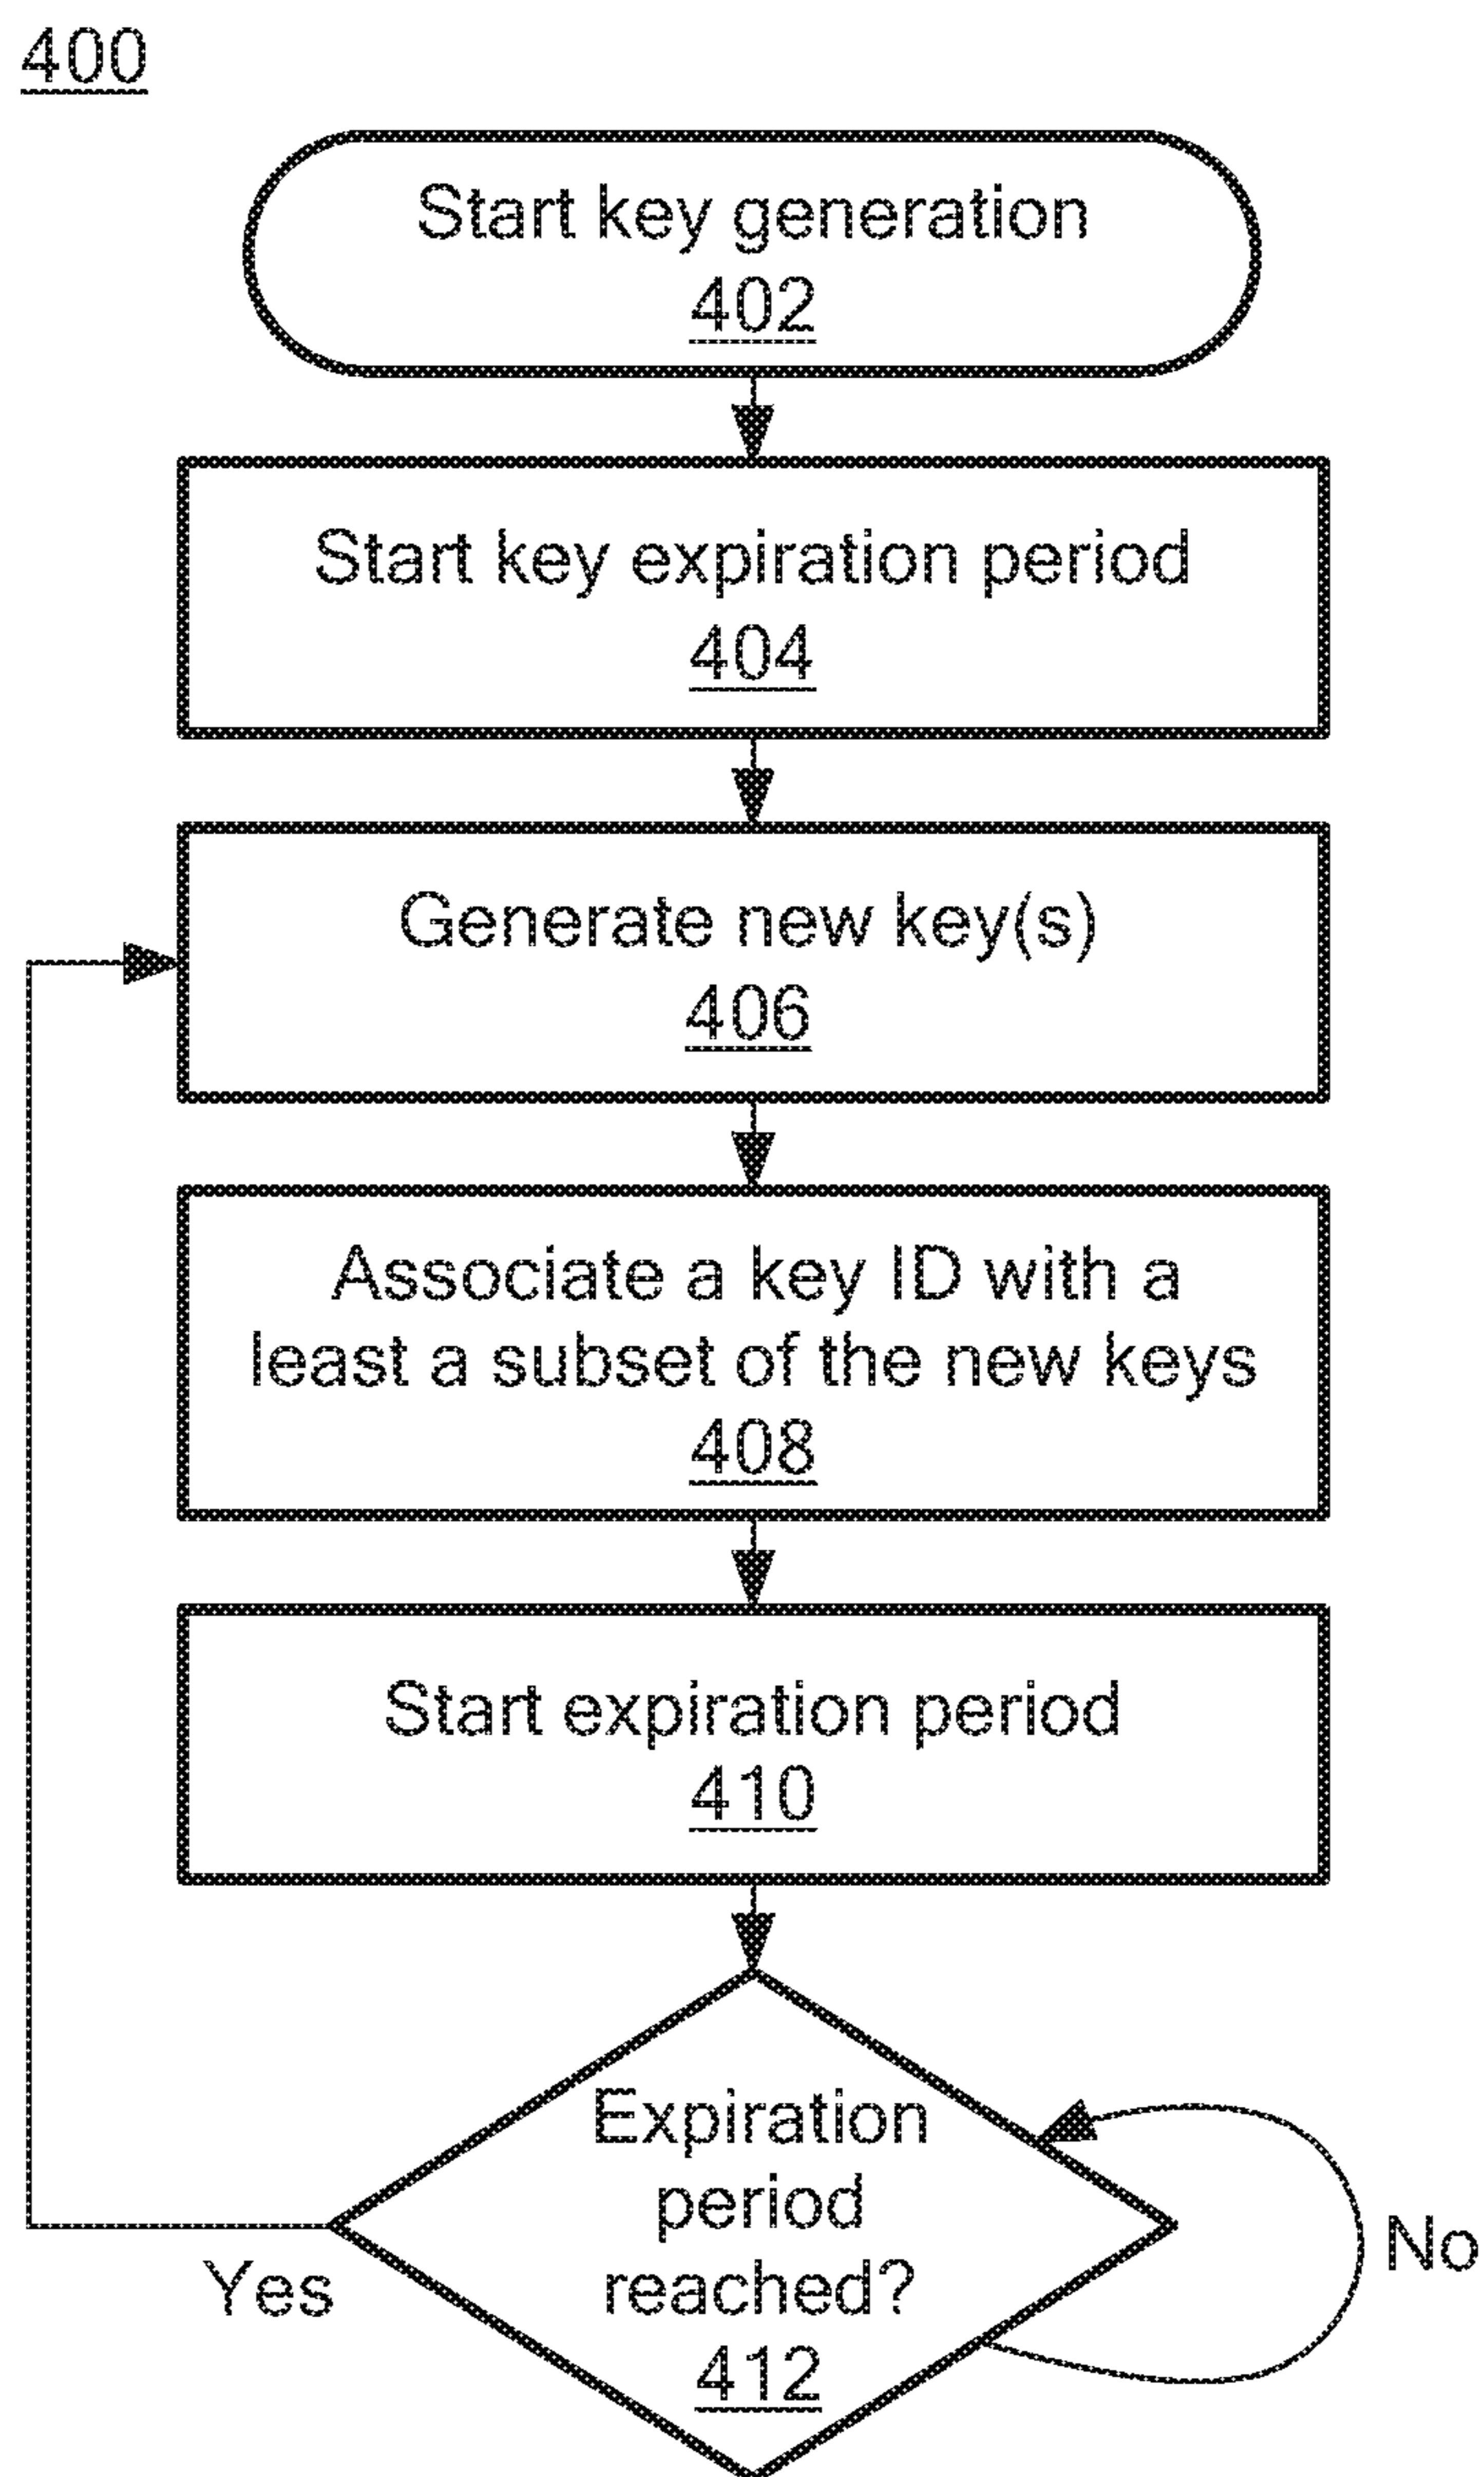 400
Start key generation
402
Start key expiration period
404
Generate new key(s)
406
Associate a key ID with a
least a subset of the new keys
408
Start expiration period
410
Expiration
period
reached?
412
Yes
No